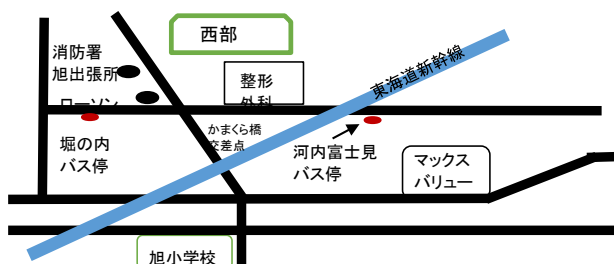 西部
消防署
旭出張所
ローソン
整形
外科
東海道新幹線
かまくら橋
交差点
堀の内
バス停
河内富士見
バス停
マックス
バリュー
旭小学校